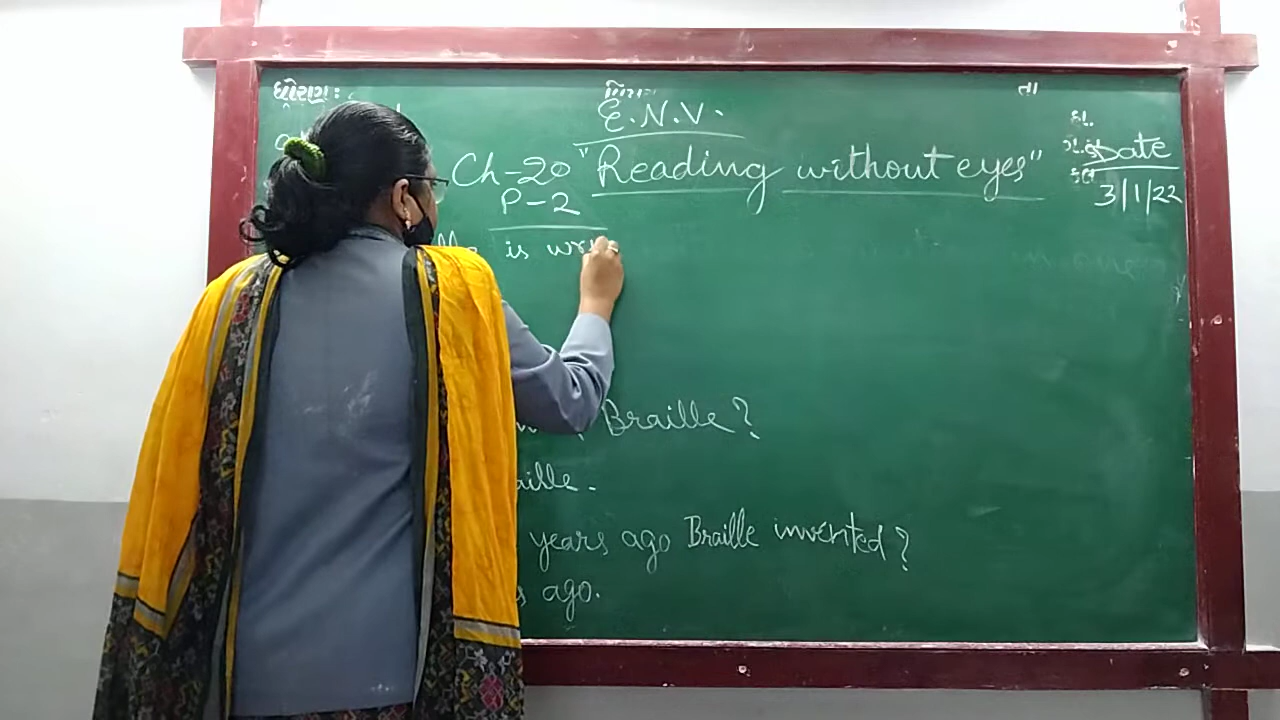 ધોરણ :
તા
E.N.V.
Ch-20 "Reading without eyes"
Date
P-2
3/1/22
is wri
Braille?
aille.
years ago Braille invented?
s ago.